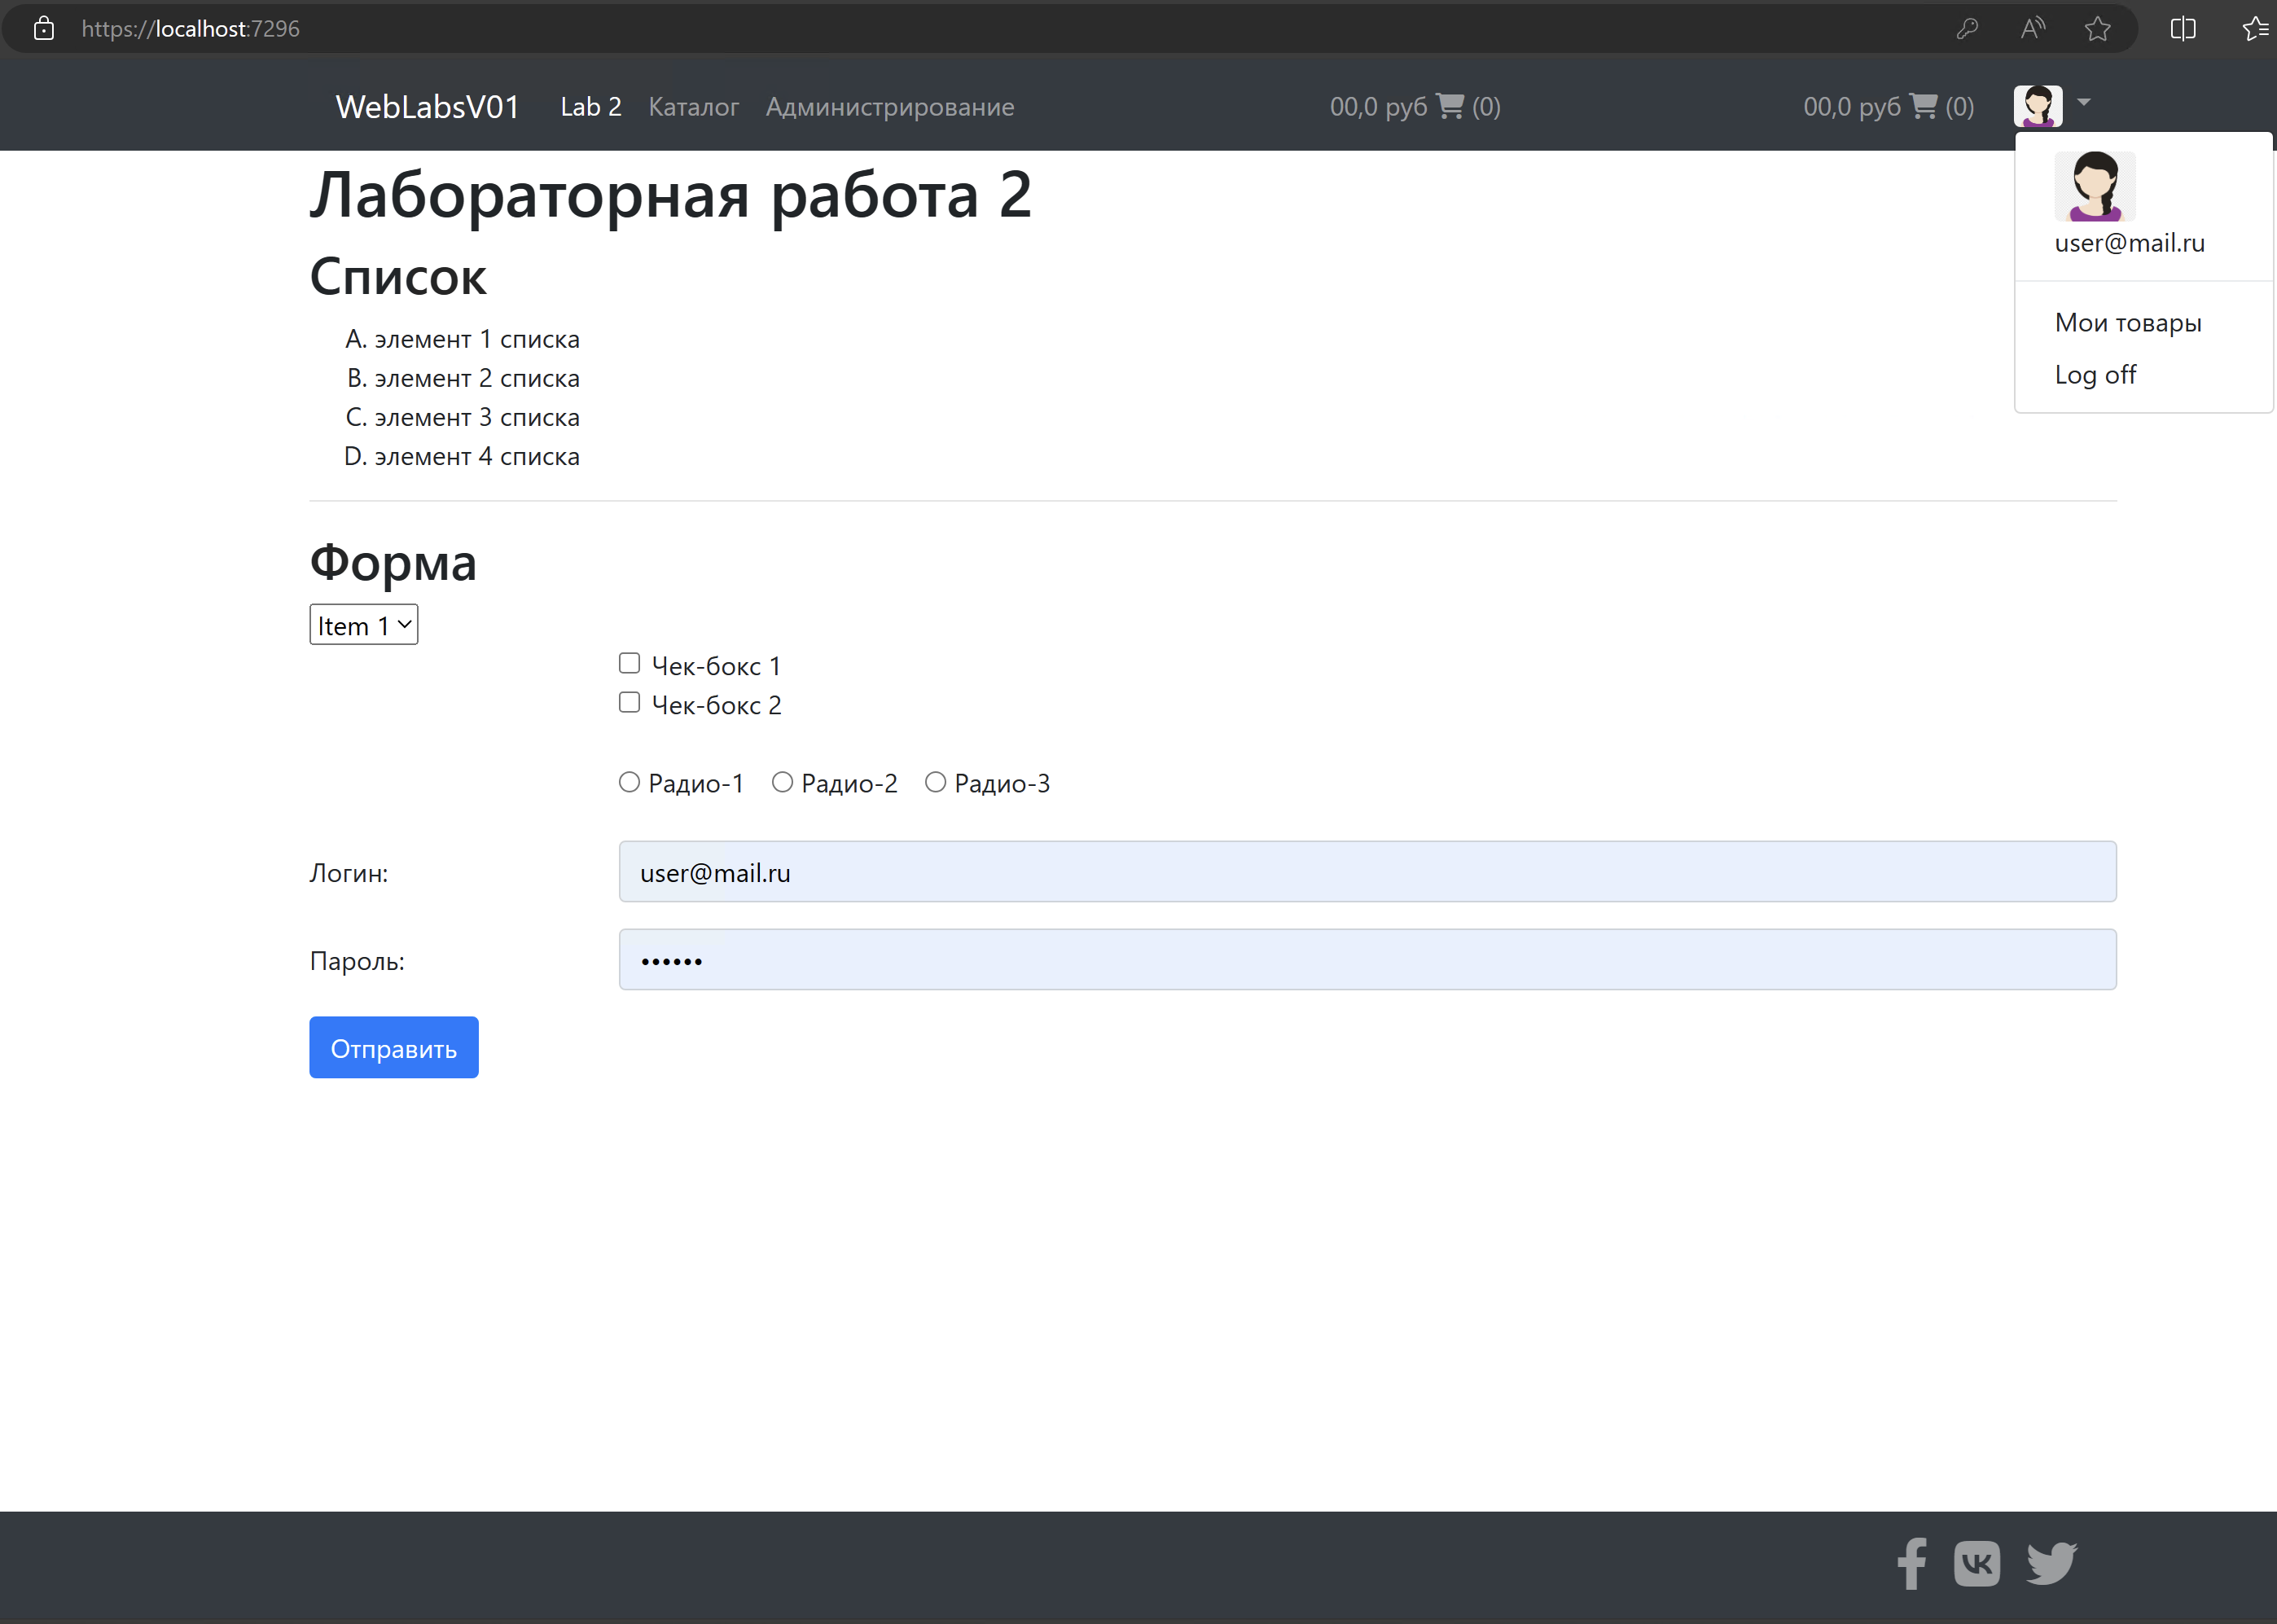 https://localhost:7296
WebLabsV01 Lab 2 Каталог Администрирование 00,0 руб (0) 00,0 руб (0)
user@mail.ru
Мои товары
Log off
Лабораторная работа 2
Список
A. элемент 1 списка
B. элемент 2 списка
C. элемент 3 списка
D. элемент 4 списка
Форма
Item 1
Чек-бокс 1
Чек-бокс 2
Радио-1 Радио-2 Радио-3
Логин: user@mail.ru
Пароль: ••••••
Отправить